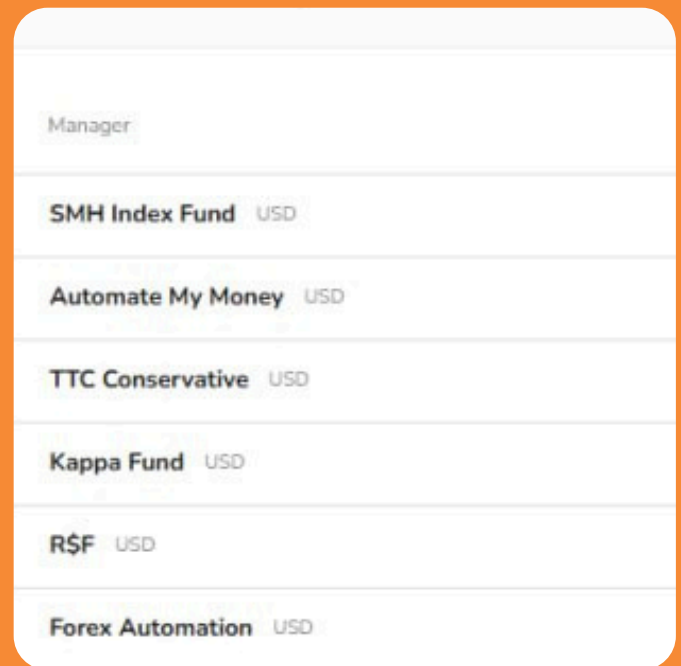 Manager
SMH Index Fund USD
Automate My Money USD
TTC Conservative USD
Kappa Fund USD
R$F USD
Forex Automation USD